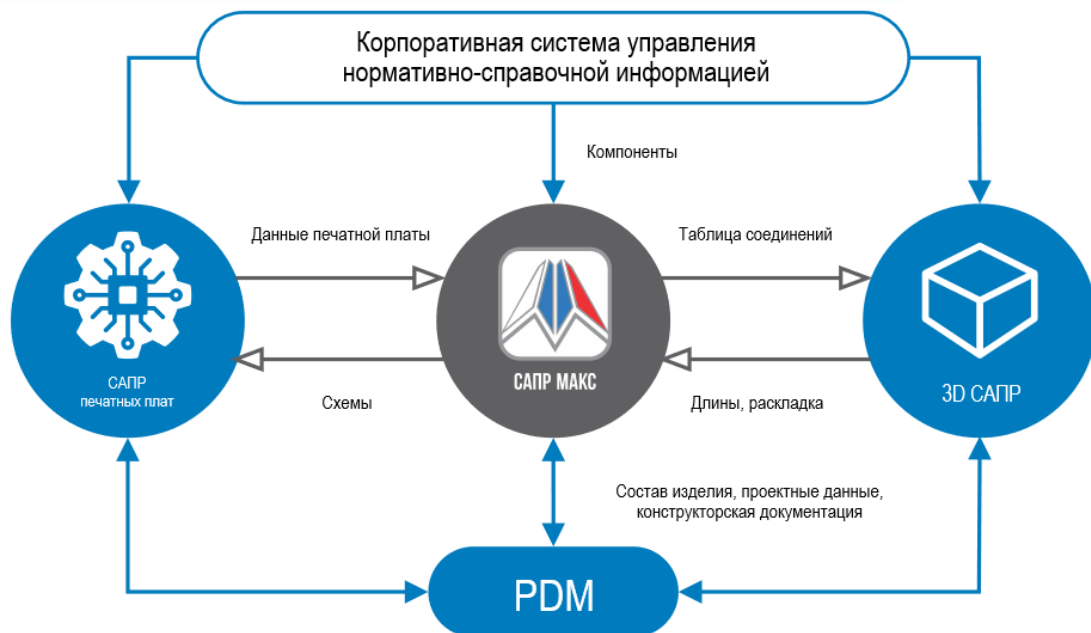 Корпоративная система управления
нормативно-справочной информацией
Компоненты
Данные печатной платы
Таблица соединений
САПР
печатных плат
САПР МАКС
3D САПР
Схемы
Длины, раскладка
Состав изделия, проектные данные,
конструкторская документация
PDM